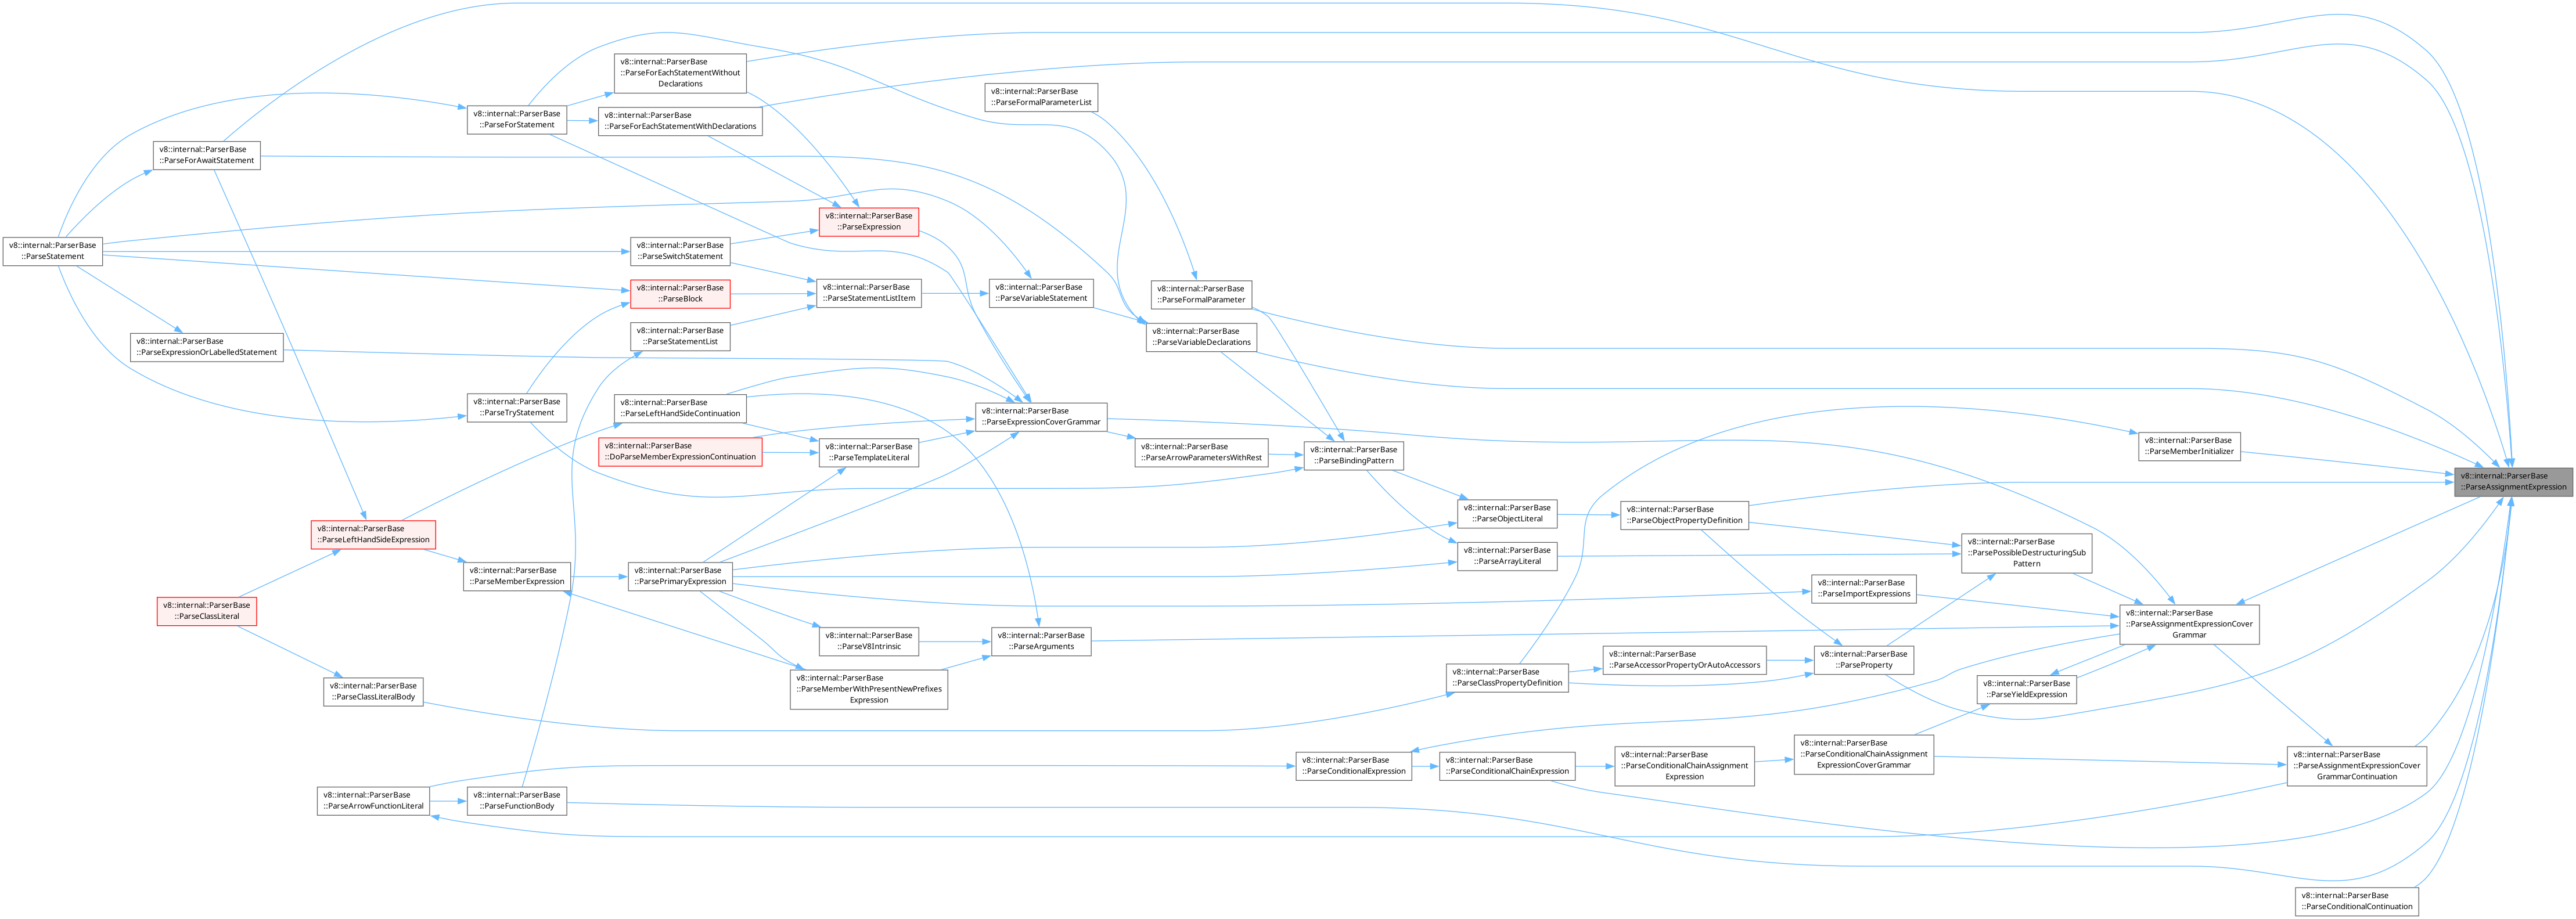 v8::internal::ParserBase
::ParseStatement
v8::internal::ParserBase
::ParseForAwaitStatement
v8::internal::ParserBase
::ParseExpressionOrLabelledStatement
v8::internal::ParserBase
::ParseClassLiteral
v8::internal::ParserBase
::ParseLeftHandSideExpression
v8::internal::ParserBase
::ParseClassLiteralBody
v8::internal::ParserBase
::ParseArrowFunctionLiteral
v8::internal::ParserBase
::ParseForStatement
v8::internal::ParserBase
::ParseTryStatement
v8::internal::ParserBase
::ParseMemberExpression
v8::internal::ParserBase
::ParseFunctionBody
v8::internal::ParserBase
::ParseForEachStatementWithout
Declarations
v8::internal::ParserBase
::ParseForEachStatementWithDeclarations
v8::internal::ParserBase
::ParseSwitchStatement
v8::internal::ParserBase
::ParseBlock
v8::internal::ParserBase
::ParseStatementList
v8::internal::ParserBase
::ParseLeftHandSideContinuation
v8::internal::ParserBase
::DoParseMemberExpressionContinuation
v8::internal::ParserBase
::ParsePrimaryExpression
v8::internal::ParserBase
::ParseExpression
v8::internal::ParserBase
::ParseStatementListItem
v8::internal::ParserBase
::ParseTemplateLiteral
v8::internal::ParserBase
::ParseV8Intrinsic
v8::internal::ParserBase
::ParseMemberWithPresentNewPrefixes
Expression
v8::internal::ParserBase
::ParseFormalParameterList
v8::internal::ParserBase
::ParseVariableStatement
v8::internal::ParserBase
::ParseExpressionCoverGrammar
v8::internal::ParserBase
::ParseArguments
v8::internal::ParserBase
::ParseFormalParameter
v8::internal::ParserBase
::ParseVariableDeclarations
v8::internal::ParserBase
::ParseArrowParametersWithRest
v8::internal::ParserBase
::ParseBindingPattern
v8::internal::ParserBase
::ParseConditionalExpression
v8::internal::ParserBase
::ParseObjectLiteral
v8::internal::ParserBase
::ParseArrayLiteral
v8::internal::ParserBase
::ParseClassPropertyDefinition
v8::internal::ParserBase
::ParseConditionalChainExpression
v8::internal::ParserBase
::ParseObjectPropertyDefinition
v8::internal::ParserBase
::ParseAccessorPropertyOrAutoAccessors
v8::internal::ParserBase
::ParseConditionalChainAssignment
Expression
v8::internal::ParserBase
::ParseImportExpressions
v8::internal::ParserBase
::ParseProperty
v8::internal::ParserBase
::ParseConditionalChainAssignment
ExpressionCoverGrammar
v8::internal::ParserBase
::ParsePossibleDestructuringSub
Pattern
v8::internal::ParserBase
::ParseYieldExpression
v8::internal::ParserBase
::ParseMemberInitializer
v8::internal::ParserBase
::ParseAssignmentExpressionCover
Grammar
v8::internal::ParserBase
::ParseAssignmentExpressionCover
GrammarContinuation
v8::internal::ParserBase
::ParseConditionalContinuation
v8::internal::ParserBase
::ParseAssignmentExpression